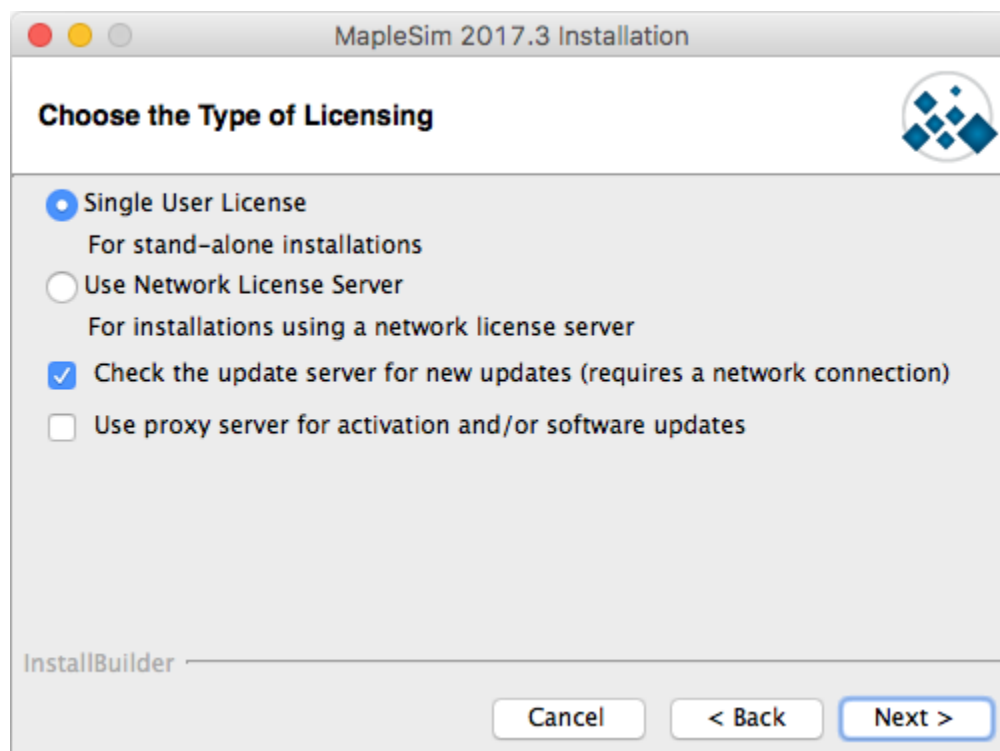 MapleSim 2017.3 Installation
Choose the Type of Licensing
Single User License
For stand-alone installations
Use Network License Server
For installations using a network license server
Check the update server for new updates (requires a network connection)
Use proxy server for activation and/or software updates
InstallBuilder
Cancel
< Back
Next >